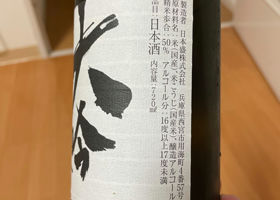 製造者 日本盛株式会社 兵庫県西宮市用海町4番57号
原材料名:米(国産)、米こうじ(国産米)、醸造アルコール
精米歩合:50% アルコール分:16度以上17度未満
品目 日本酒 内容量:720ml